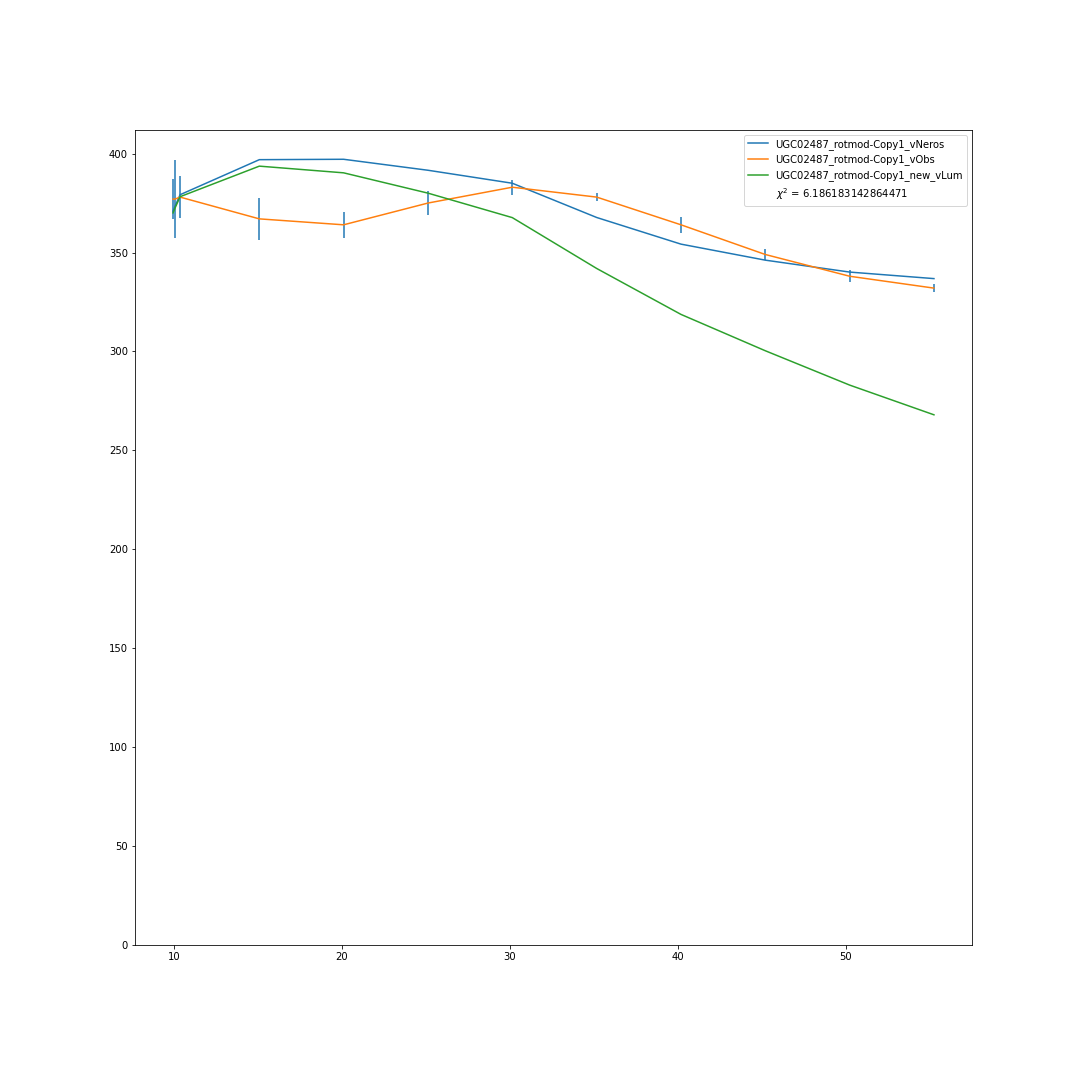 UGC02487_rotmod-Copy1_vNeros
UGC02487_rotmod-Copy1_vObs
UGC02487_rotmod-Copy1_new_vLum
χ² = 6.186183142864471
400
350
300
250
200
150
100
50
0
10 20 30 40 50